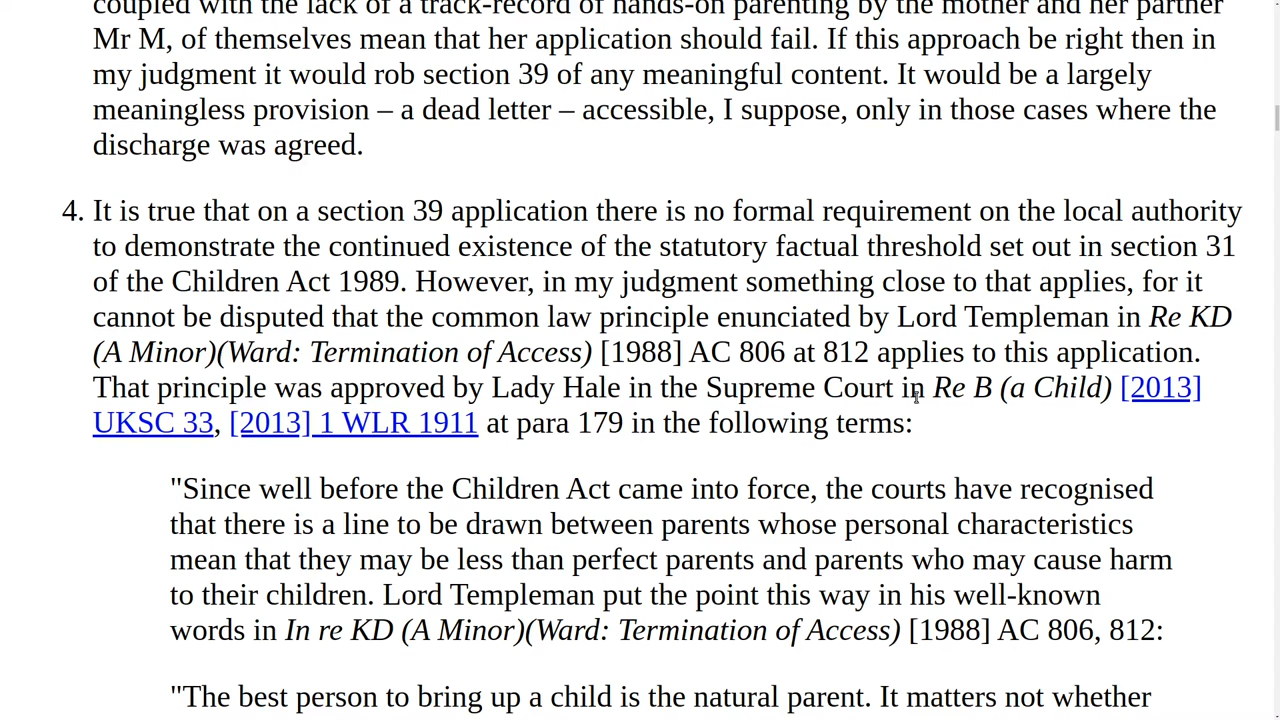 coupled with the lack of a track-record of hands-on parenting by the mother and her partner
Mr M, of themselves mean that her application should fail. If this approach be right then in
my judgment it would rob section 39 of any meaningful content. It would be a largely
meaningless provision – a dead letter – accessible, I suppose, only in those cases where the
discharge was agreed.
4. It is true that on a section 39 application there is no formal requirement on the local authority
to demonstrate the continued existence of the statutory factual threshold set out in section 31
of the Children Act 1989. However, in my judgment something close to that applies, for it
cannot be disputed that the common law principle enunciated by Lord Templeman in Re KD
(A Minor)(Ward: Termination of Access) [1988] AC 806 at 812 applies to this application.
That principle was approved by Lady Hale in the Supreme Court in Re B (a Child) [2013]
UKSC 33, [2013] 1 WLR 1911 at para 179 in the following terms:
"Since well before the Children Act came into force, the courts have recognised
that there is a line to be drawn between parents whose personal characteristics
mean that they may be less than perfect parents and parents who may cause harm
to their children. Lord Templeman put the point this way in his well-known
words in In re KD (A Minor)(Ward: Termination of Access) [1988] AC 806, 812:
"The best person to bring up a child is the natural parent. It matters not whether